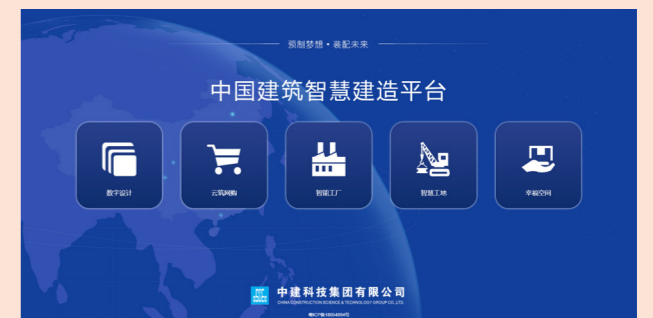 预制梦想·装配未来
中国建筑智慧建造平台
数字设计
云筑网购
智能工厂
智慧工地
幸福空间
中建科技集团有限公司
CHINA CONSTRUCTION SCIENCE & TECHNOLOGY GROUP CO., LTD.